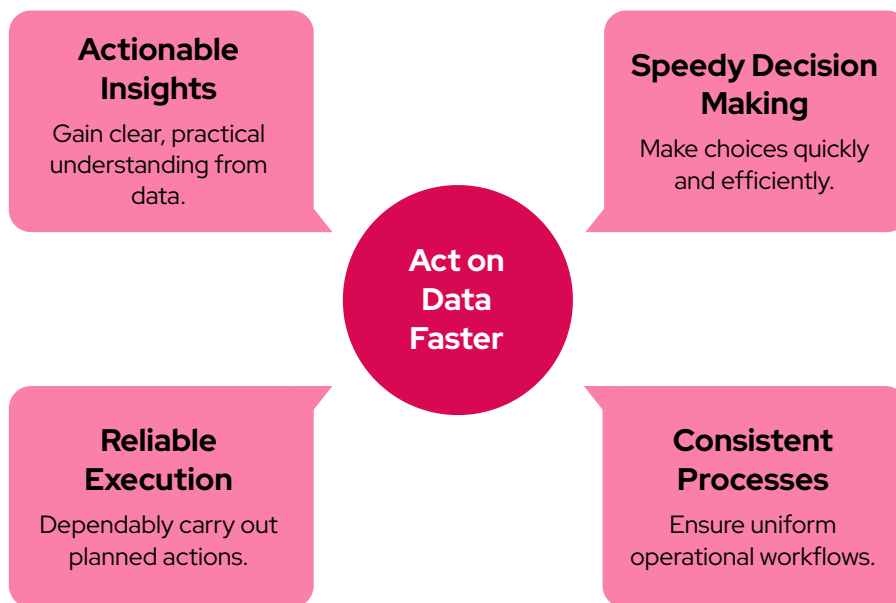 Actionable
Insights
Gain clear, practical
understanding from
data.
Speedy Decision
Making
Make choices quickly
and efficiently.
Act on
Data
Faster
Reliable
Execution
Dependably carry out
planned actions.
Consistent
Processes
Ensure uniform
operational workflows.